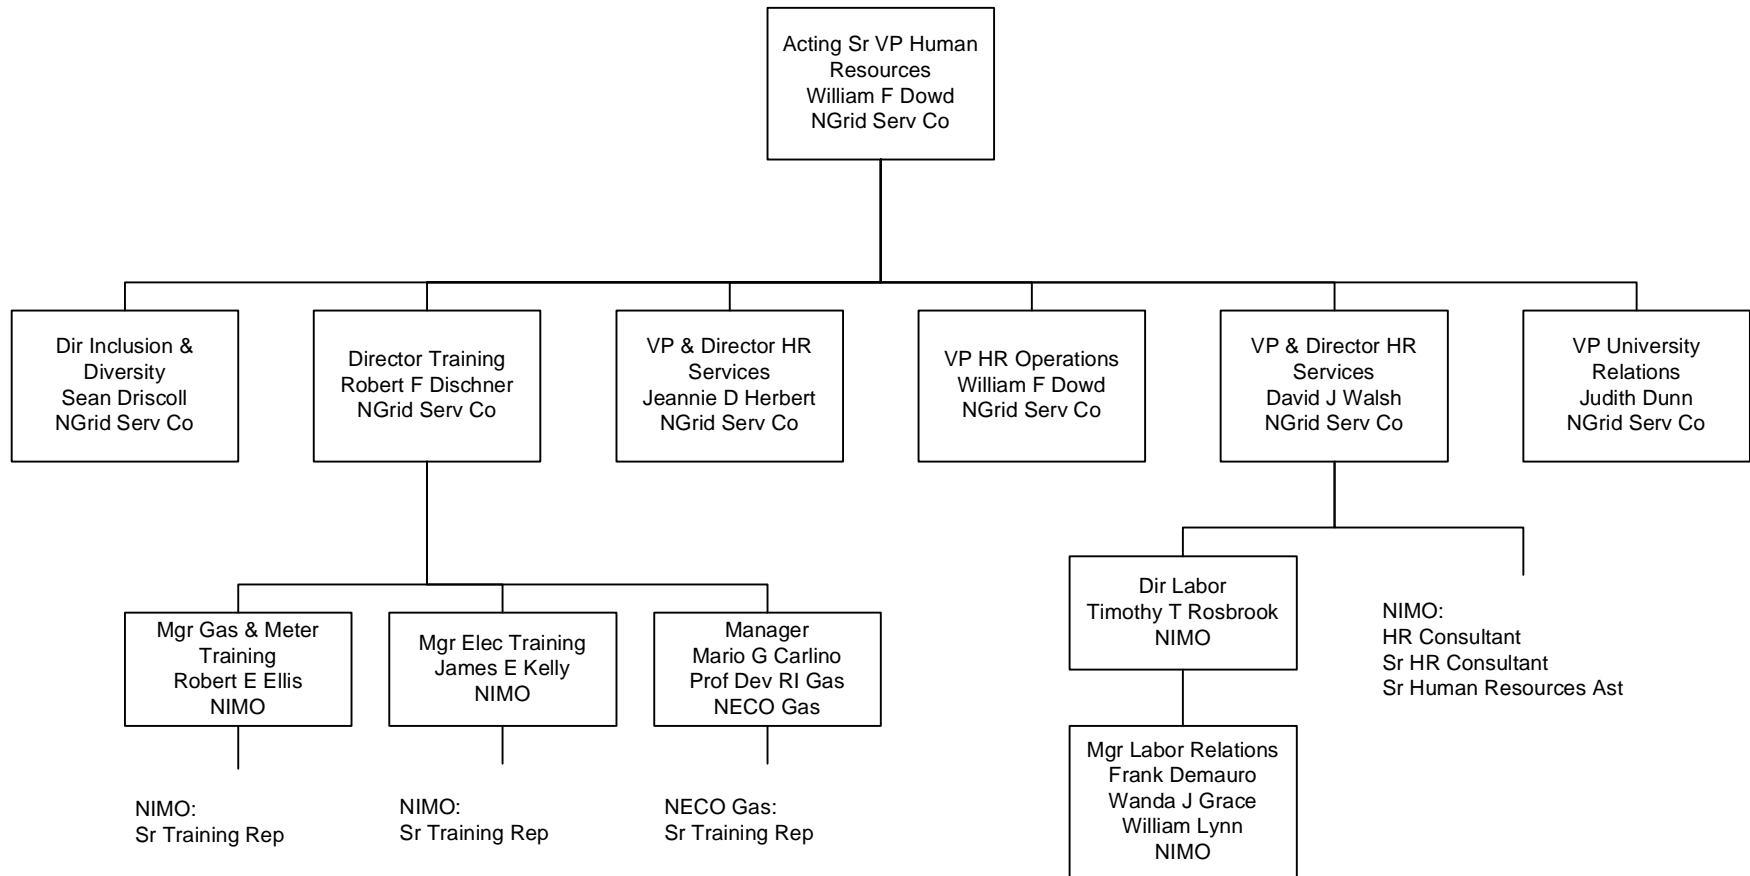 Acting Sr VP Human
Resources
William F Dowd
NGrid Serv Co
Dir Inclusion &
Diversity
Sean Driscoll
NGrid Serv Co
Director Training
Robert F Dischner
NGrid Serv Co
VP & Director HR
Services
Jeannie D Herbert
NGrid Serv Co
VP HR Operations
William F Dowd
NGrid Serv Co
VP & Director HR
Services
David J Walsh
NGrid Serv Co
VP University
Relations
Judith Dunn
NGrid Serv Co
Mgr Gas & Meter
Training
Robert E Ellis
NIMO
Mgr Elec Training
James E Kelly
NIMO
Manager
Mario G Carlino
Prof Dev RI Gas
NECO Gas
Dir Labor
Timothy T Rosbrook
NIMO
NIMO:
HR Consultant
Sr HR Consultant
Sr Human Resources Ast
NIMO:
Sr Training Rep
NIMO:
Sr Training Rep
NECO Gas:
Sr Training Rep
Mgr Labor Relations
Frank Demauro
Wanda J Grace
William Lynn
NIMO